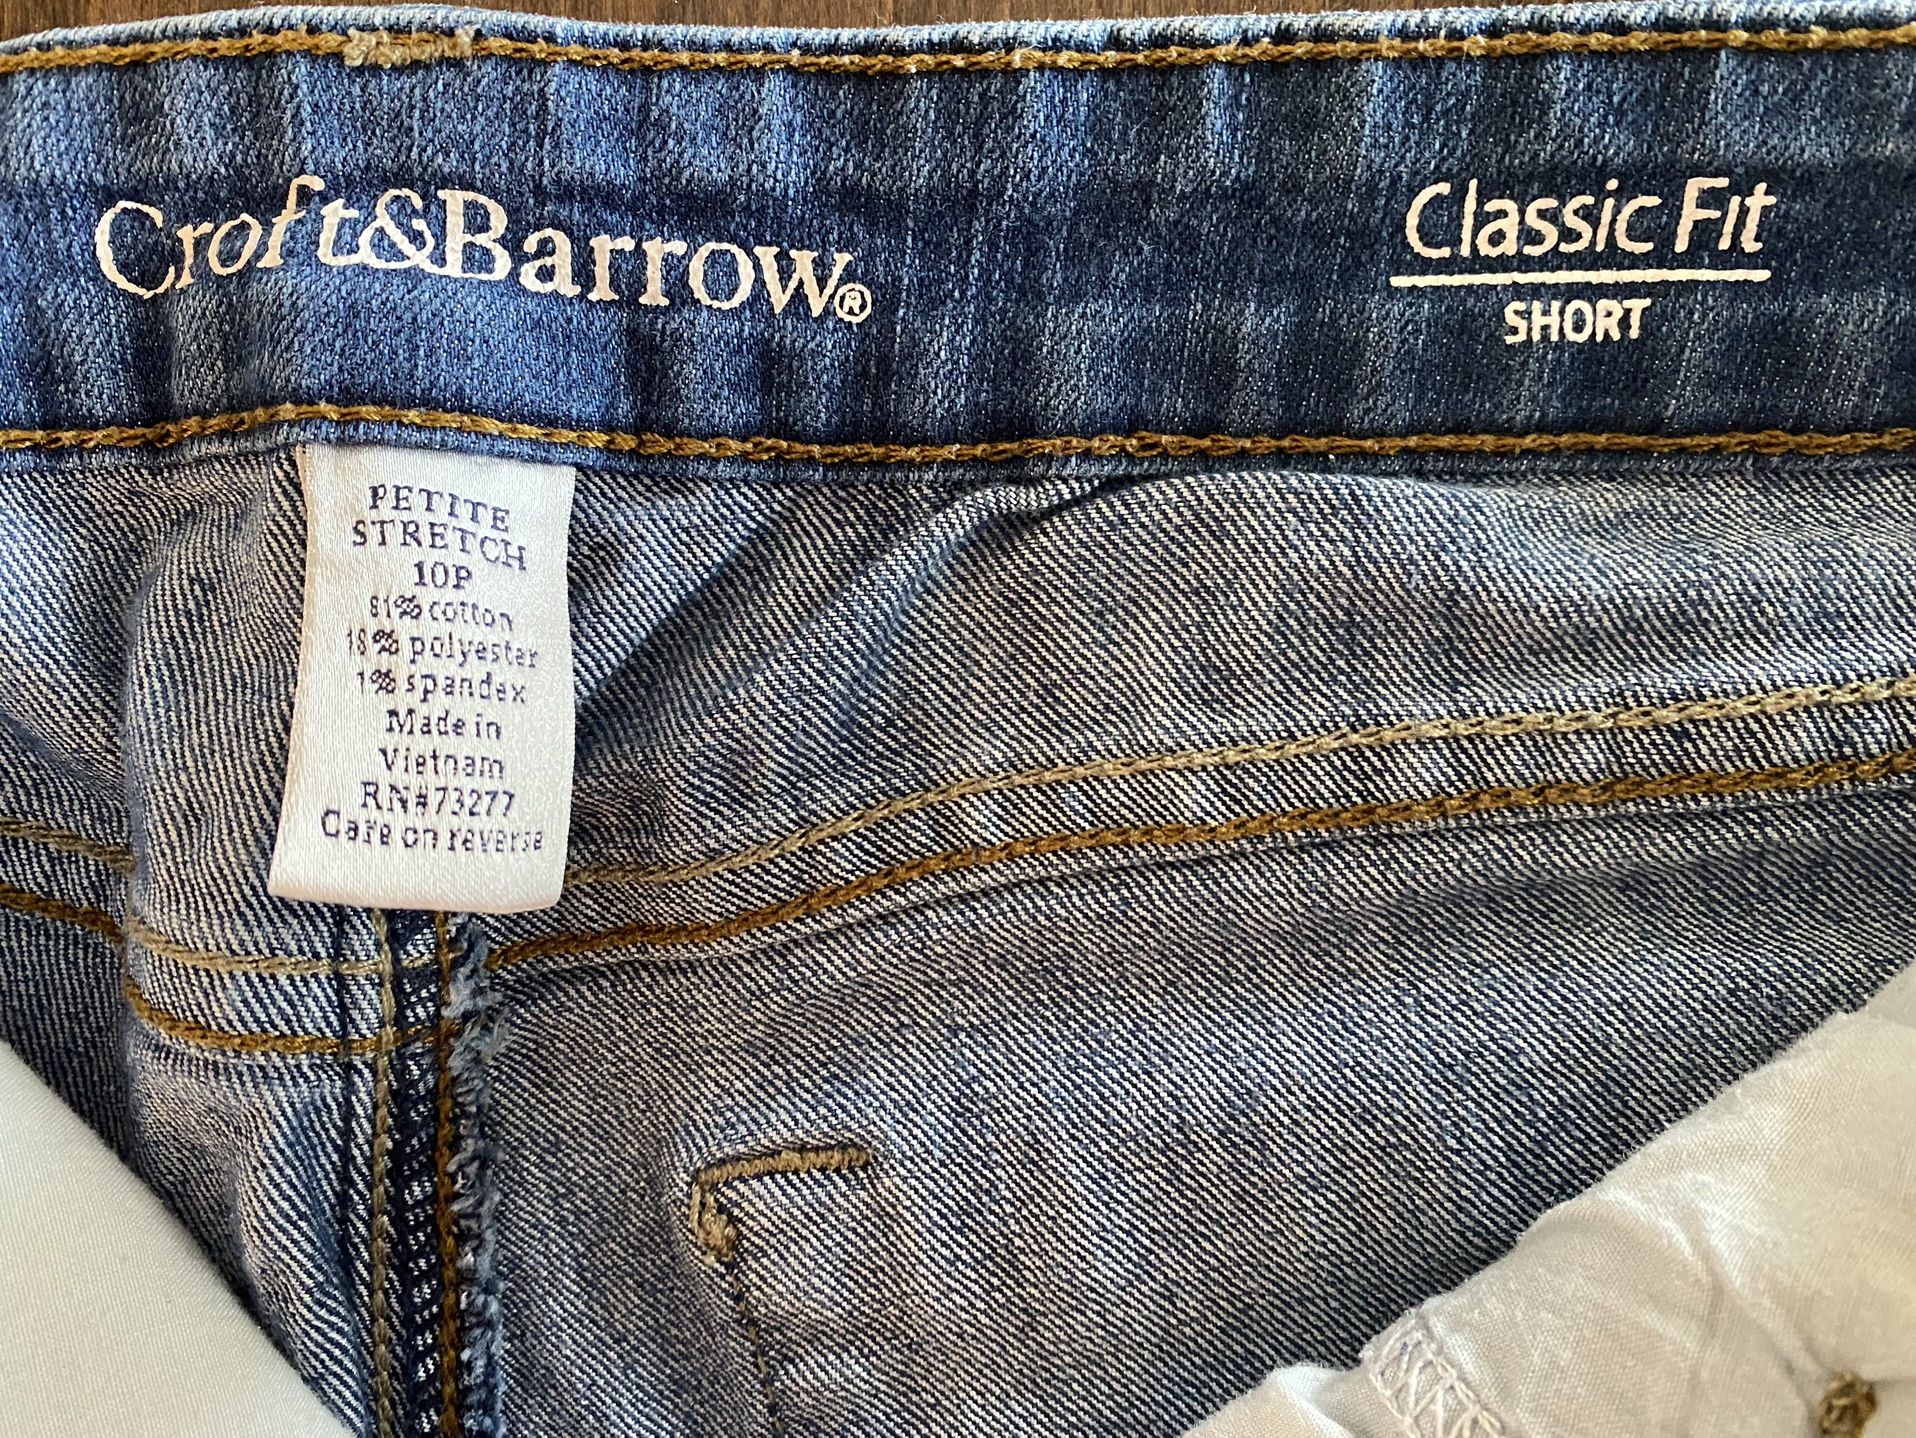 Croft&Barrow®
Classic Fit
SHORT
PETITE
STRETCH
10P
81% cotton
18% polyester
1% spandex
Made in
Vietnam
RN#73277
Care on reverse